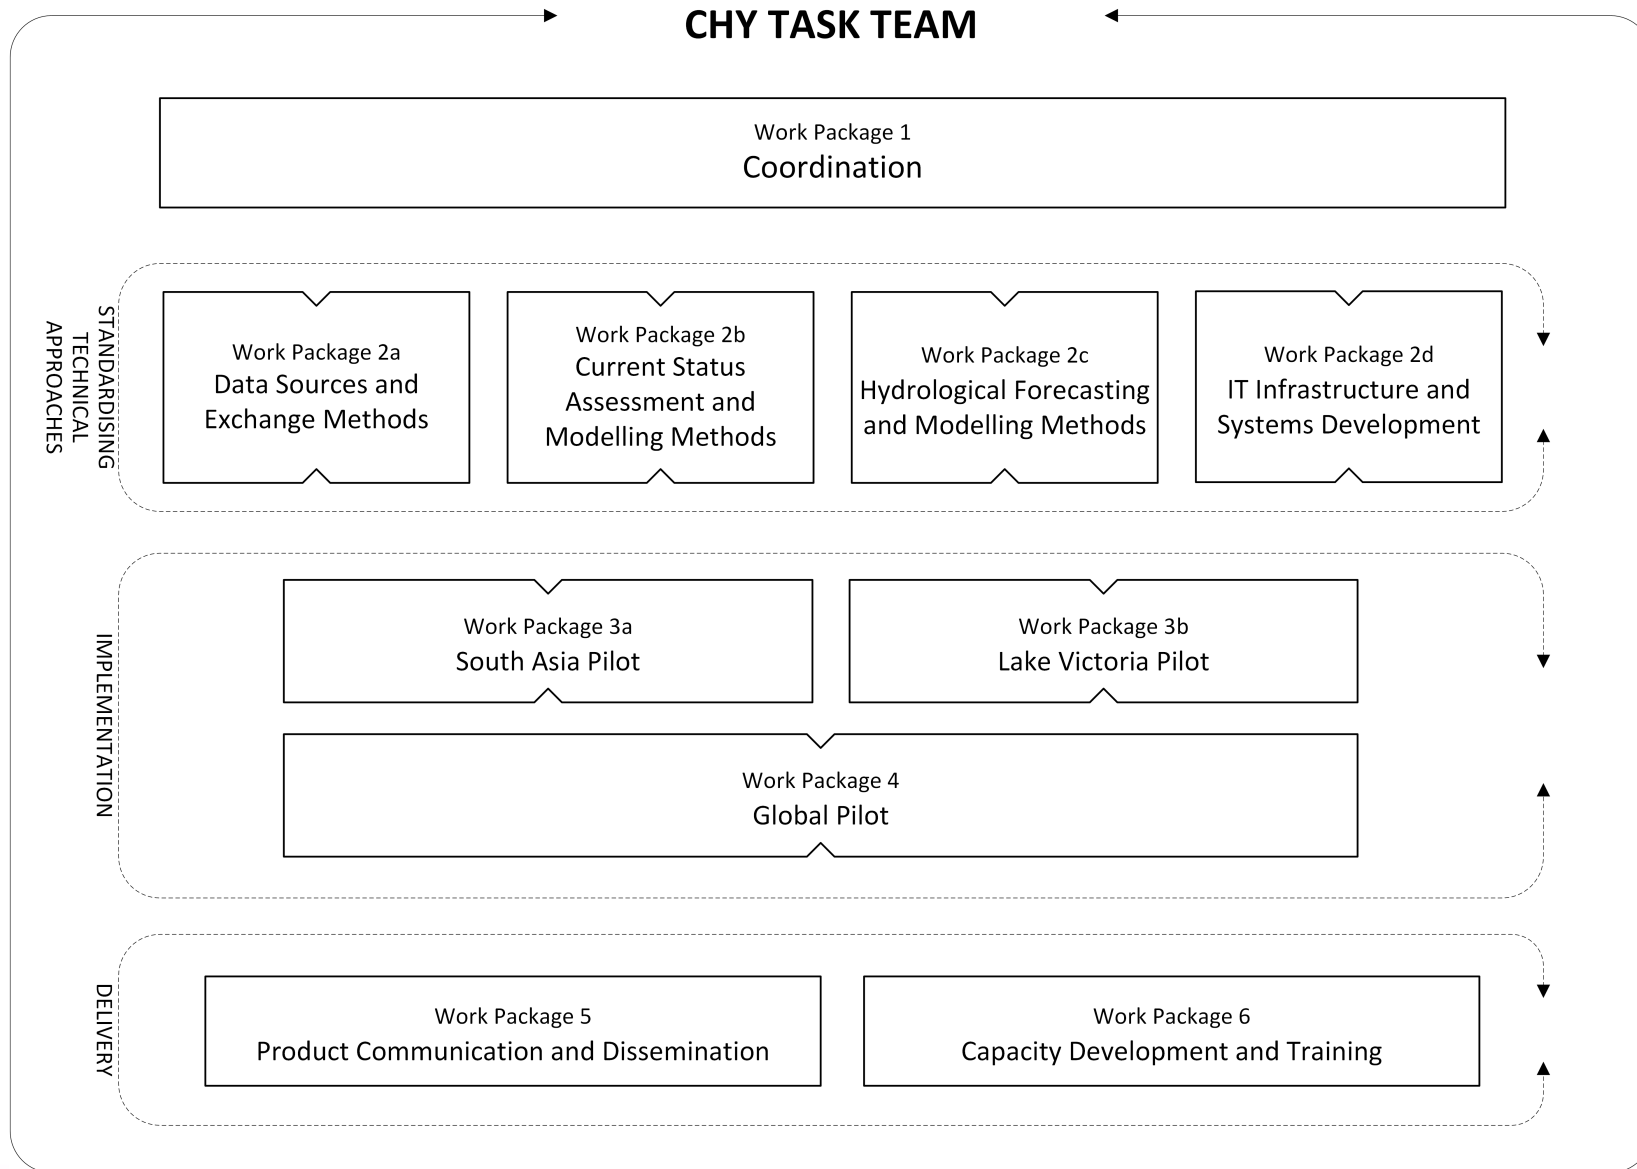 CHY TASK TEAM
Work Package 1
Coordination
STANDARDISING
TECHNICAL
APPROACHES
Work Package 2a
Data Sources and
Exchange Methods
Work Package 2b
Current Status
Assessment and
Modelling Methods
Work Package 2c
Hydrological Forecasting
and Modelling Methods
Work Package 2d
IT Infrastructure and
Systems Development
IMPLEMENTATION
Work Package 3a
South Asia Pilot
Work Package 3b
Lake Victoria Pilot
Work Package 4
Global Pilot
DELIVERY
Work Package 5
Product Communication and Dissemination
Work Package 6
Capacity Development and Training